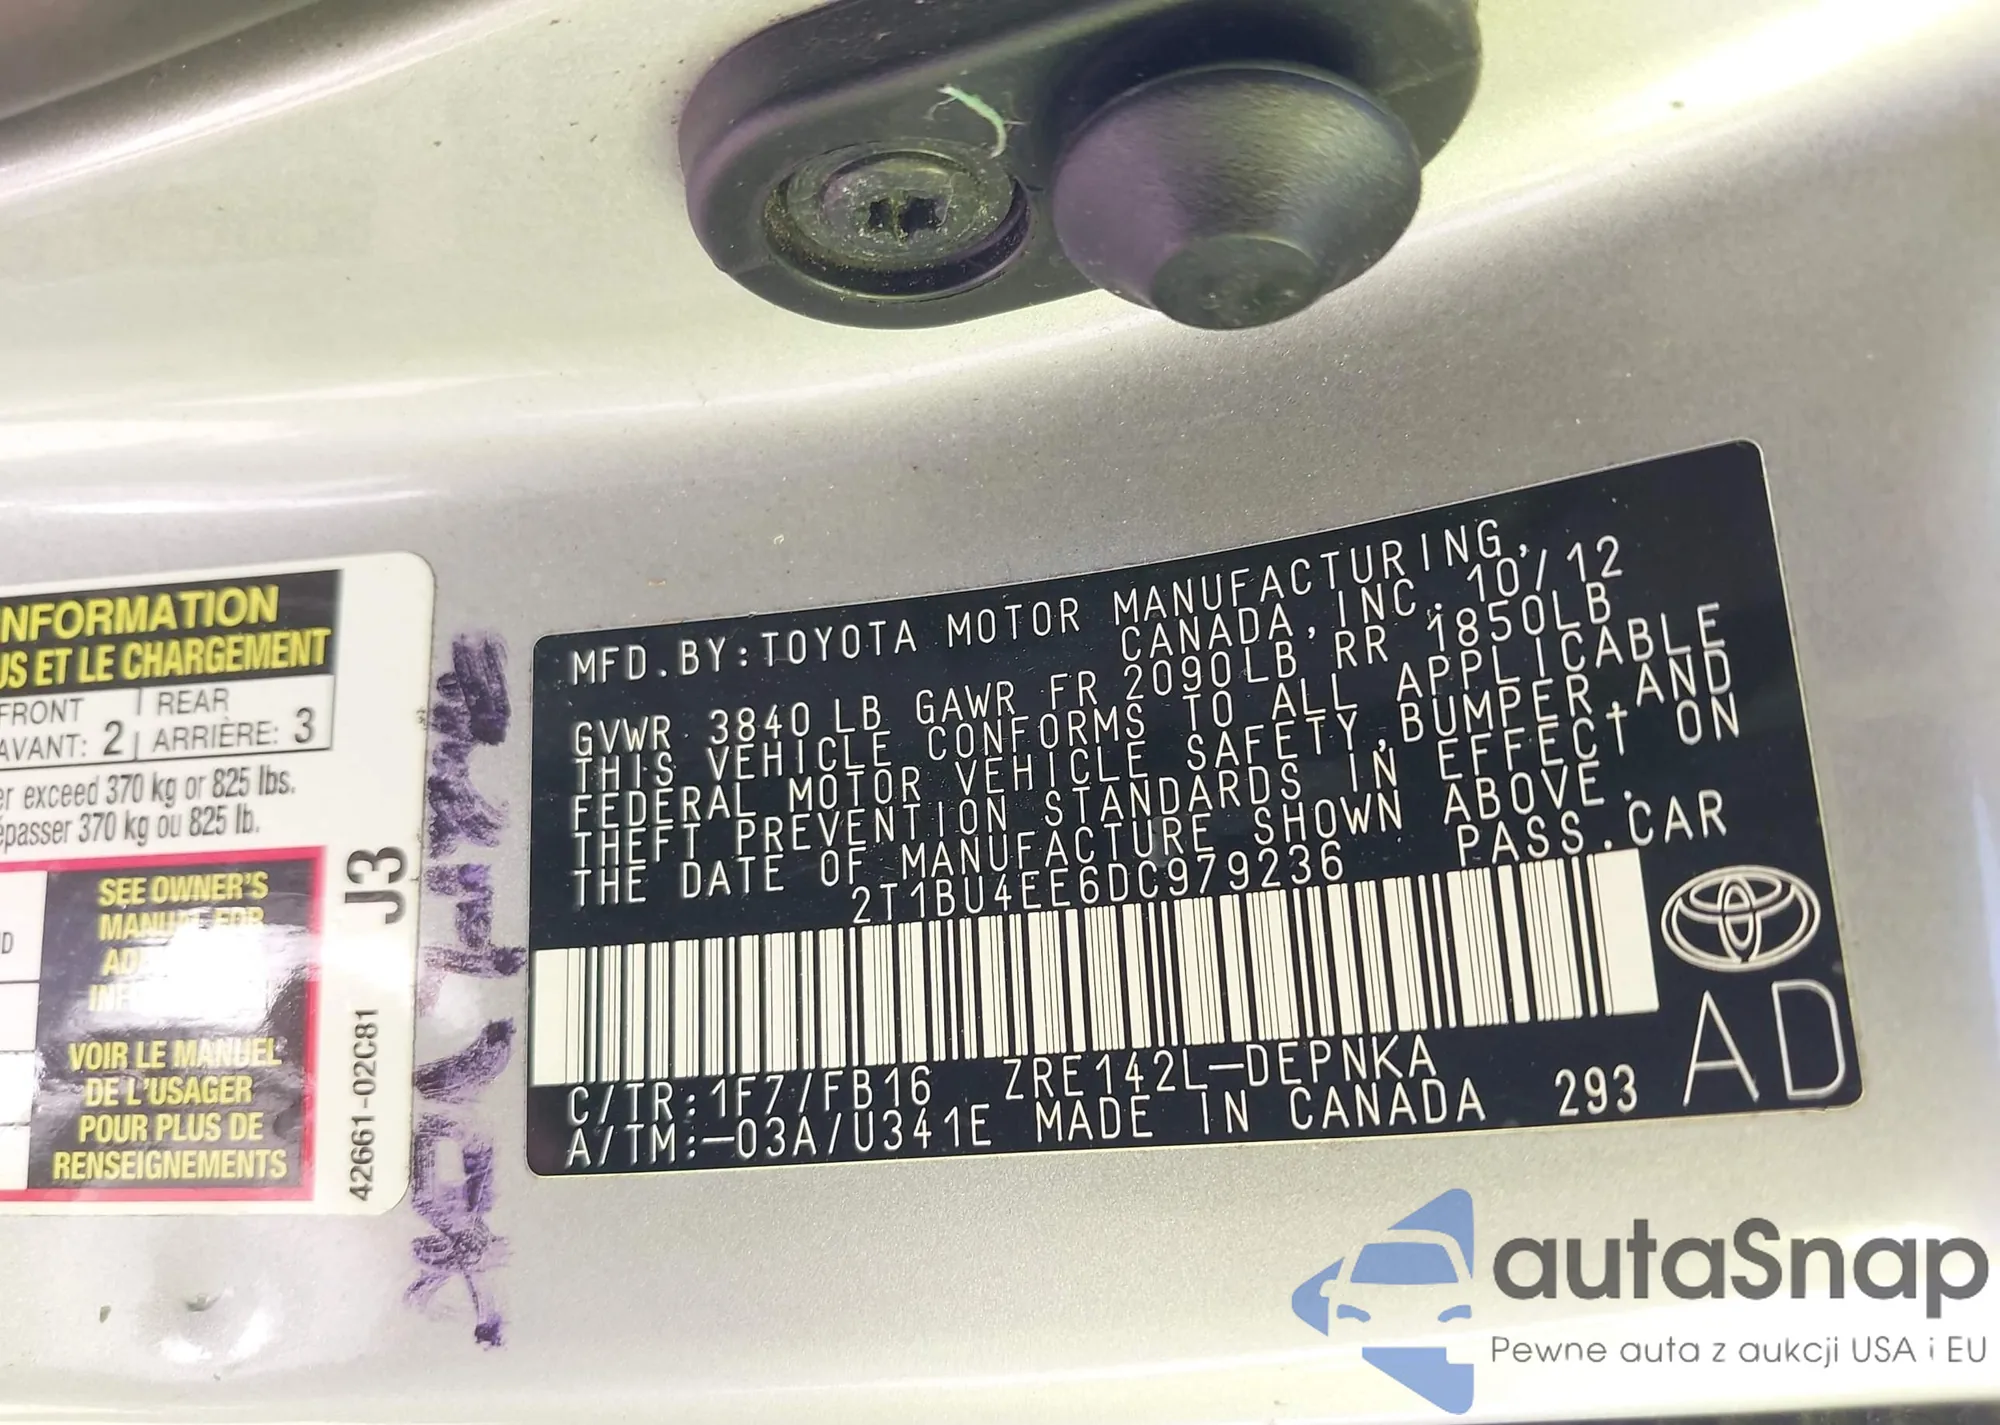 NFORMATION
US ET LE CHARGEMENT
FRONT
AVANT: 2
REAR
ARRIÈRE: 3
er exceed 370 kg or 825 lbs.
épasser 370 kg ou 825 lb.
SEE OWNER'S
MANUAL FOR
VOIR LE MANUEL
DE L'USAGER
POUR PLUS DE
RENSEIGNEMENTS
J3
42661-02C81
MFD.BY:TOYOTA MOTOR MANUFACTURING,
CANADA,INC. 10/12
GVWR 3840LB GAWR FR 2090LB RR 1850LB
THIS VEHICLE CONFORMS TO ALL APPLICABLE
FEDERAL MOTOR VEHICLE SAFETY,BUMPER,AND
THEFT PREVENTION STANDARDS IN EFFECT ON
THE DATE OF MANUFACTURE SHOWN ABOVE.
2T1BU4EE6DC979236 PASS.CAR
C/TR:1F7/FB16 ZRE142L-DEPNKA
A/TM:-03A/U341E MADE IN CANADA 293
AD
autaSnap
Pewne auta z aukcji USA i EU